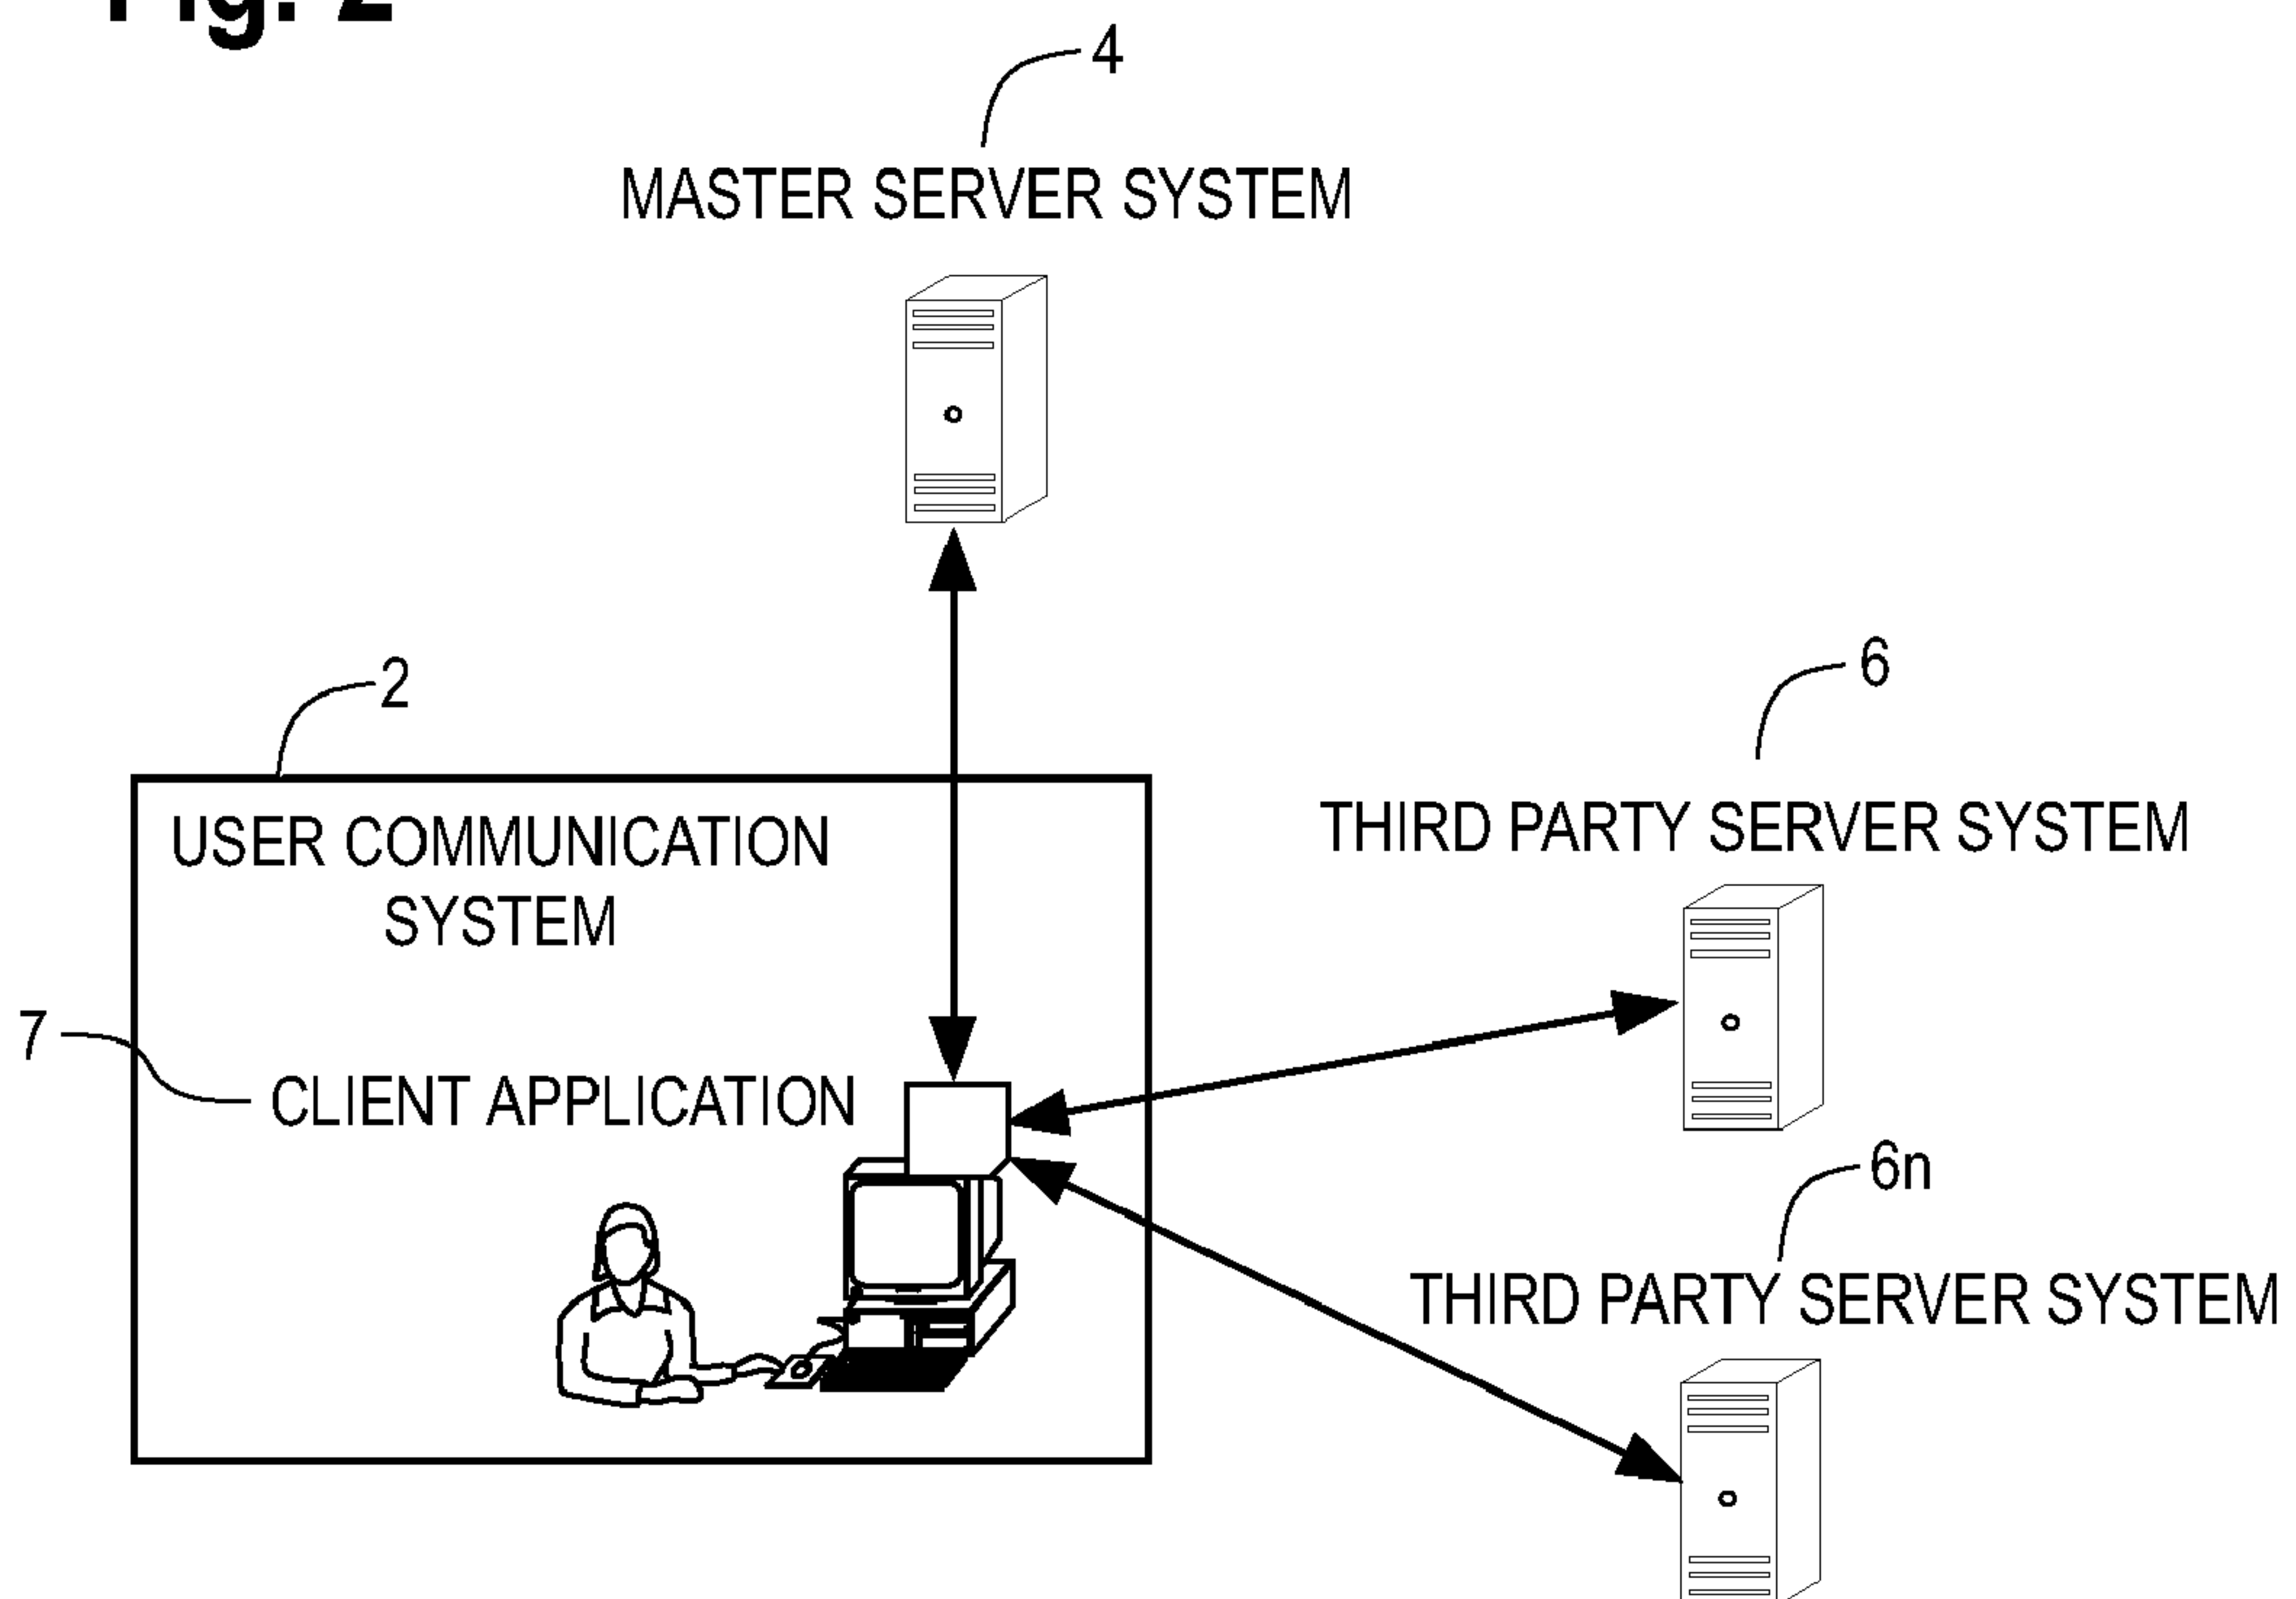 Fig. 2
4
MASTER SERVER SYSTEM
2
6
USER COMMUNICATION
SYSTEM
THIRD PARTY SERVER SYSTEM
7
CLIENT APPLICATION
6n
THIRD PARTY SERVER SYSTEM